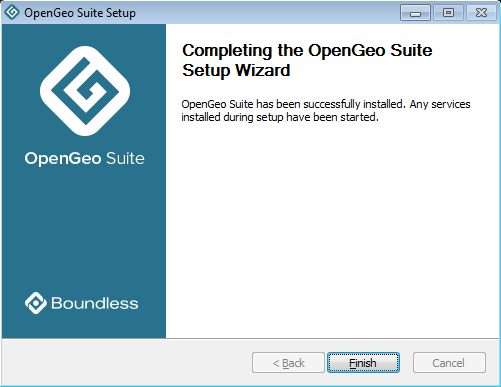 OpenGeo Suite Setup
Completing the OpenGeo Suite
Setup Wizard
OpenGeo Suite has been successfully installed. Any services
installed during setup have been started.
OpenGeo Suite
Boundless
< Back
Finish
Cancel